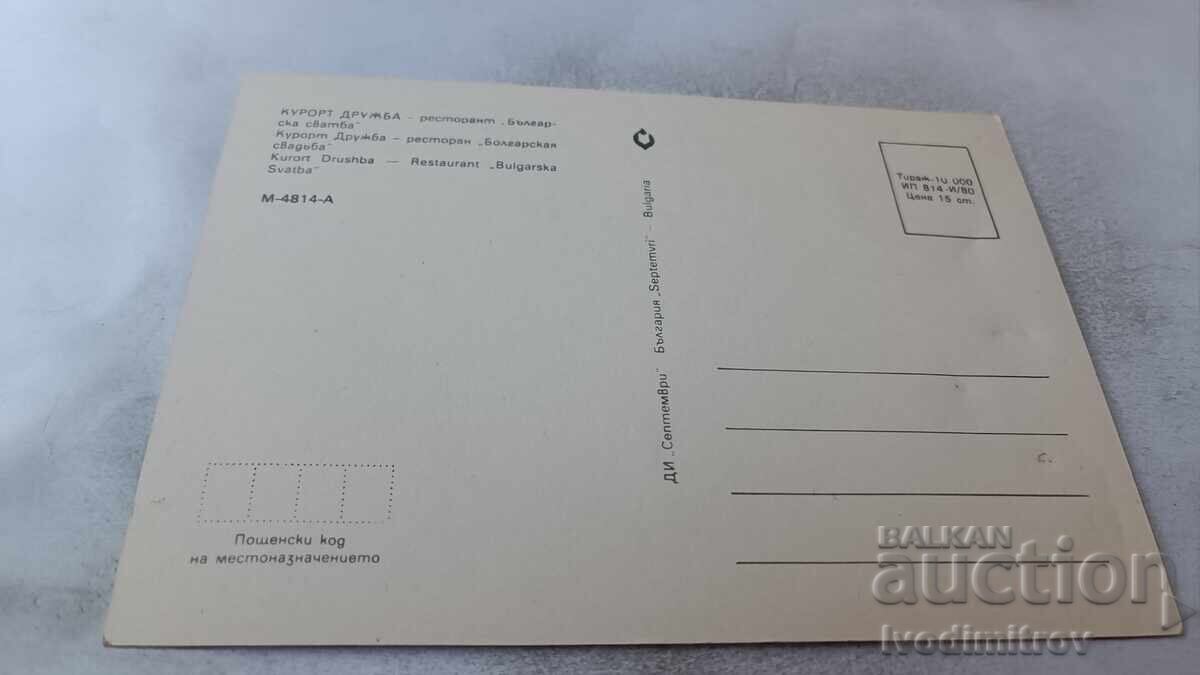 КУРОРТ ДРУЖБА – ресторант „Българ-
ска сватба"
Курорт Дружба – ресторан „Болгарская
свадьба"
Kurort Drushba — Restaurant „Bulgarska
Svatba"
М-4814-А
Тираж-10 000
ИП 814-И/80
Цена 15 ст.
ДИ „Септември" България „Septemvri" – Bulgaria
Пощенски код
на местоназначението
BALKAN
auction
Ivodimitrov